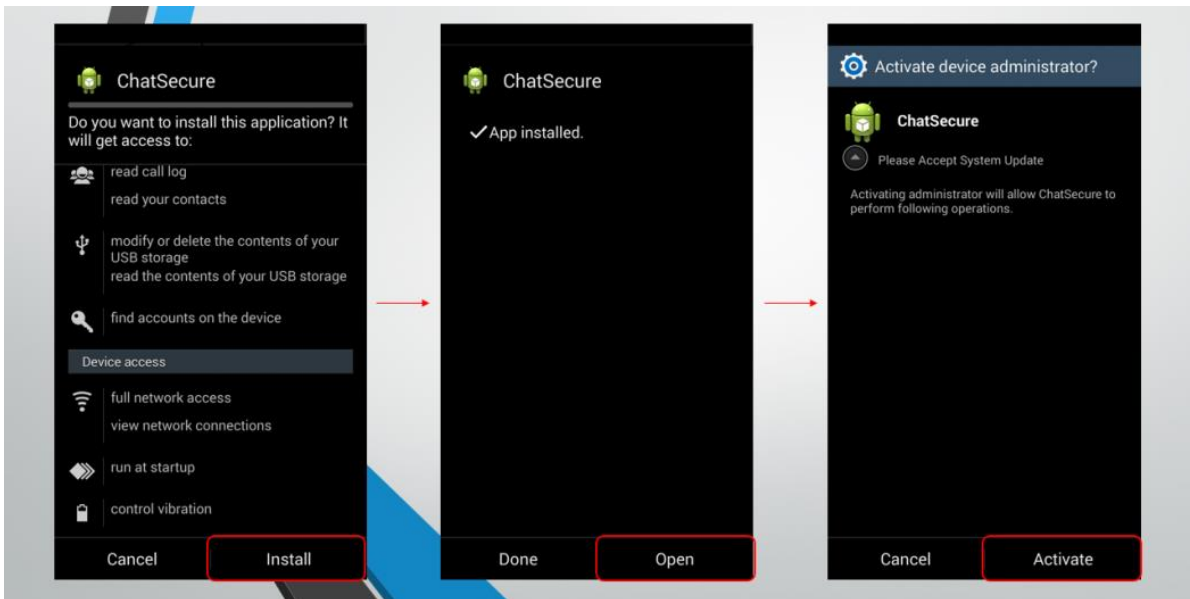 ChatSecure
Do you want to install this application? It
will get access to:
read call log
read your contacts
modify or delete the contents of your
USB storage
read the contents of your USB storage
find accounts on the device
Device access
full network access
view network connections
run at startup
control vibration
Cancel
Install
ChatSecure
App installed.
Done
Open
Activate device administrator?
ChatSecure
Please Accept System Update
Activating administrator will allow ChatSecure to
perform following operations.
Cancel
Activate